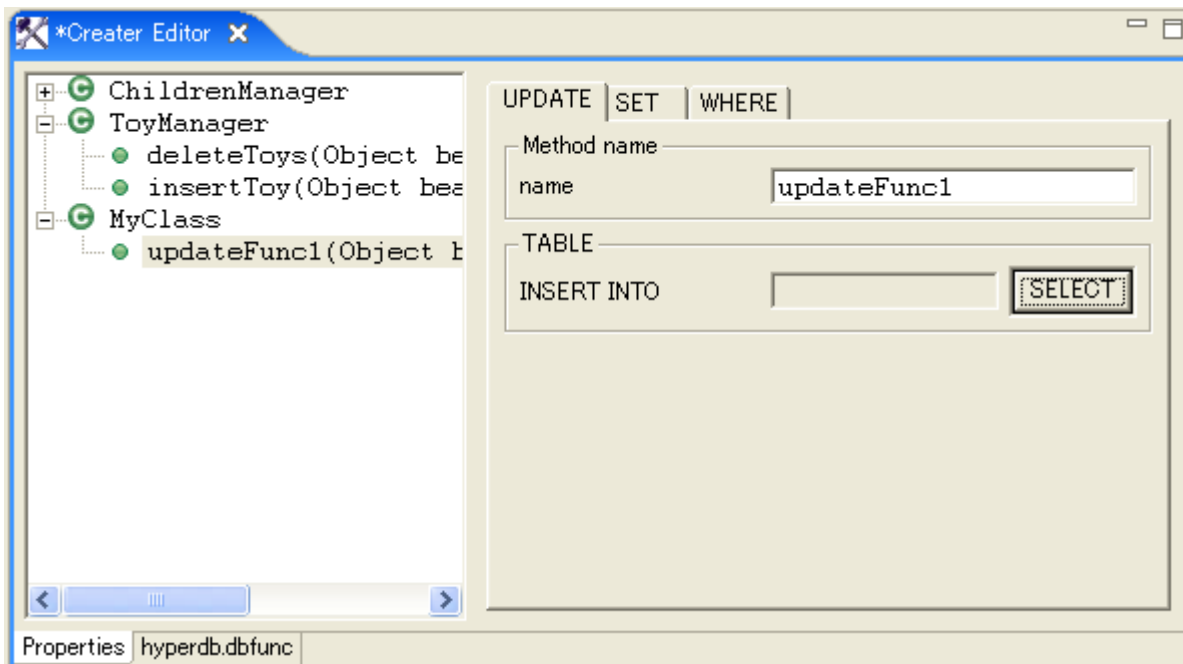 *Creater Editor
ChildrenManager
ToyManager
deleteToys(Object be
insertToy(Object bea
MyClass
updateFunc1(Object b
UPDATE SET WHERE
Method name
name updateFunc1
TABLE
INSERT INTO SELECT
Properties hyperdb.dbfunc